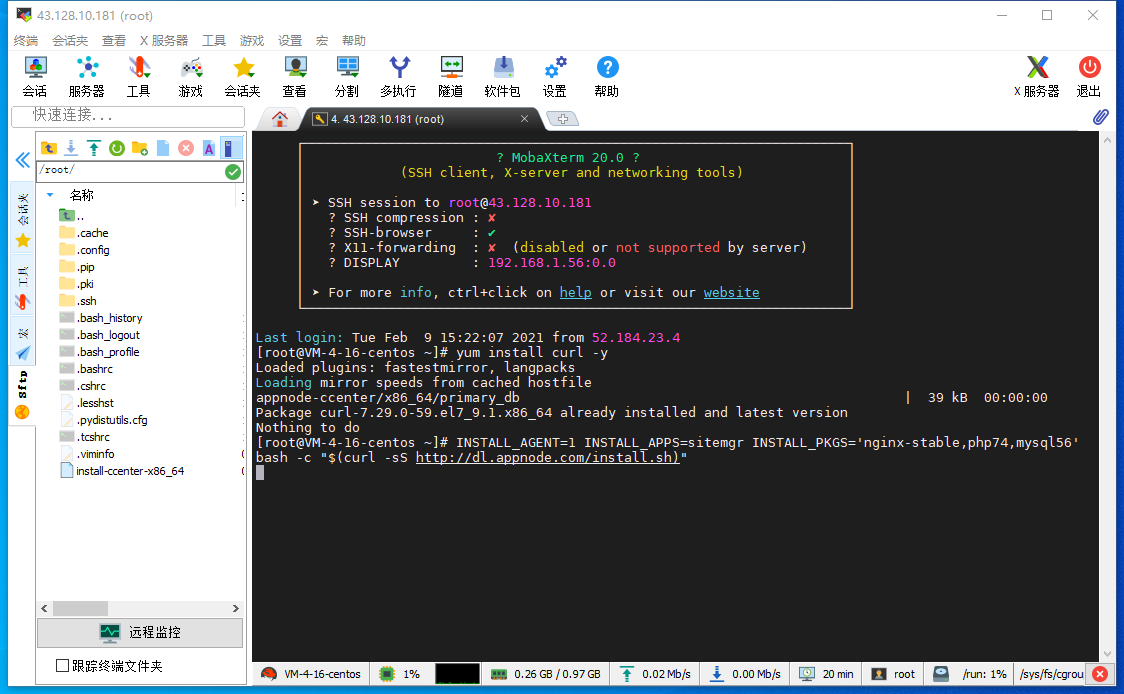 43.128.10.181 (root)
终端 会话夹 查看 X 服务器 工具 游戏 设置 宏 帮助
会话 服务器 工具 游戏 会话夹 查看 分割 多执行 隧道 软件包 设置 帮助 X 服务器 退出
快速连接...
4. 43.128.10.181 (root)
/root/
名称
..
.cache
.config
.pip
.pki
.ssh
.bash_history
.bash_logout
.bash_profile
.bashrc
.cshrc
.lesshst
.pydistutils.cfg
.tcshrc
.viminfo
install-ccenter-x86_64
会话夹
工具
宏
Sftp
远程监控
跟踪终端文件夹
? MobaXterm 20.0 ?
(SSH client, X-server and networking tools)
➤ SSH session to root@43.128.10.181
? SSH compression : ✘
? SSH-browser : ✔
? X11-forwarding : ✘ (disabled or not supported by server)
? DISPLAY : 192.168.1.56:0.0
➤ For more info, ctrl+click on help or visit our website
Last login: Tue Feb 9 15:22:07 2021 from 52.184.23.4
[root@VM-4-16-centos ~]# yum install curl -y
Loaded plugins: fastestmirror, langpacks
Loading mirror speeds from cached hostfile
appnode-ccenter/x86_64/primary_db | 39 kB 00:00:00
Package curl-7.29.0-59.el7_9.1.x86_64 already installed and latest version
Nothing to do
[root@VM-4-16-centos ~]# INSTALL_AGENT=1 INSTALL_APPS=sitemgr INSTALL_PKGS='nginx-stable,php74,mysql56'
bash -c "$(curl -sS http://dl.appnode.com/install.sh)"
VM-4-16-centos 1% 0.26 GB / 0.97 GB 0.02 Mb/s 0.00 Mb/s 20 min root /run: 1% /sys/fs/cgrou